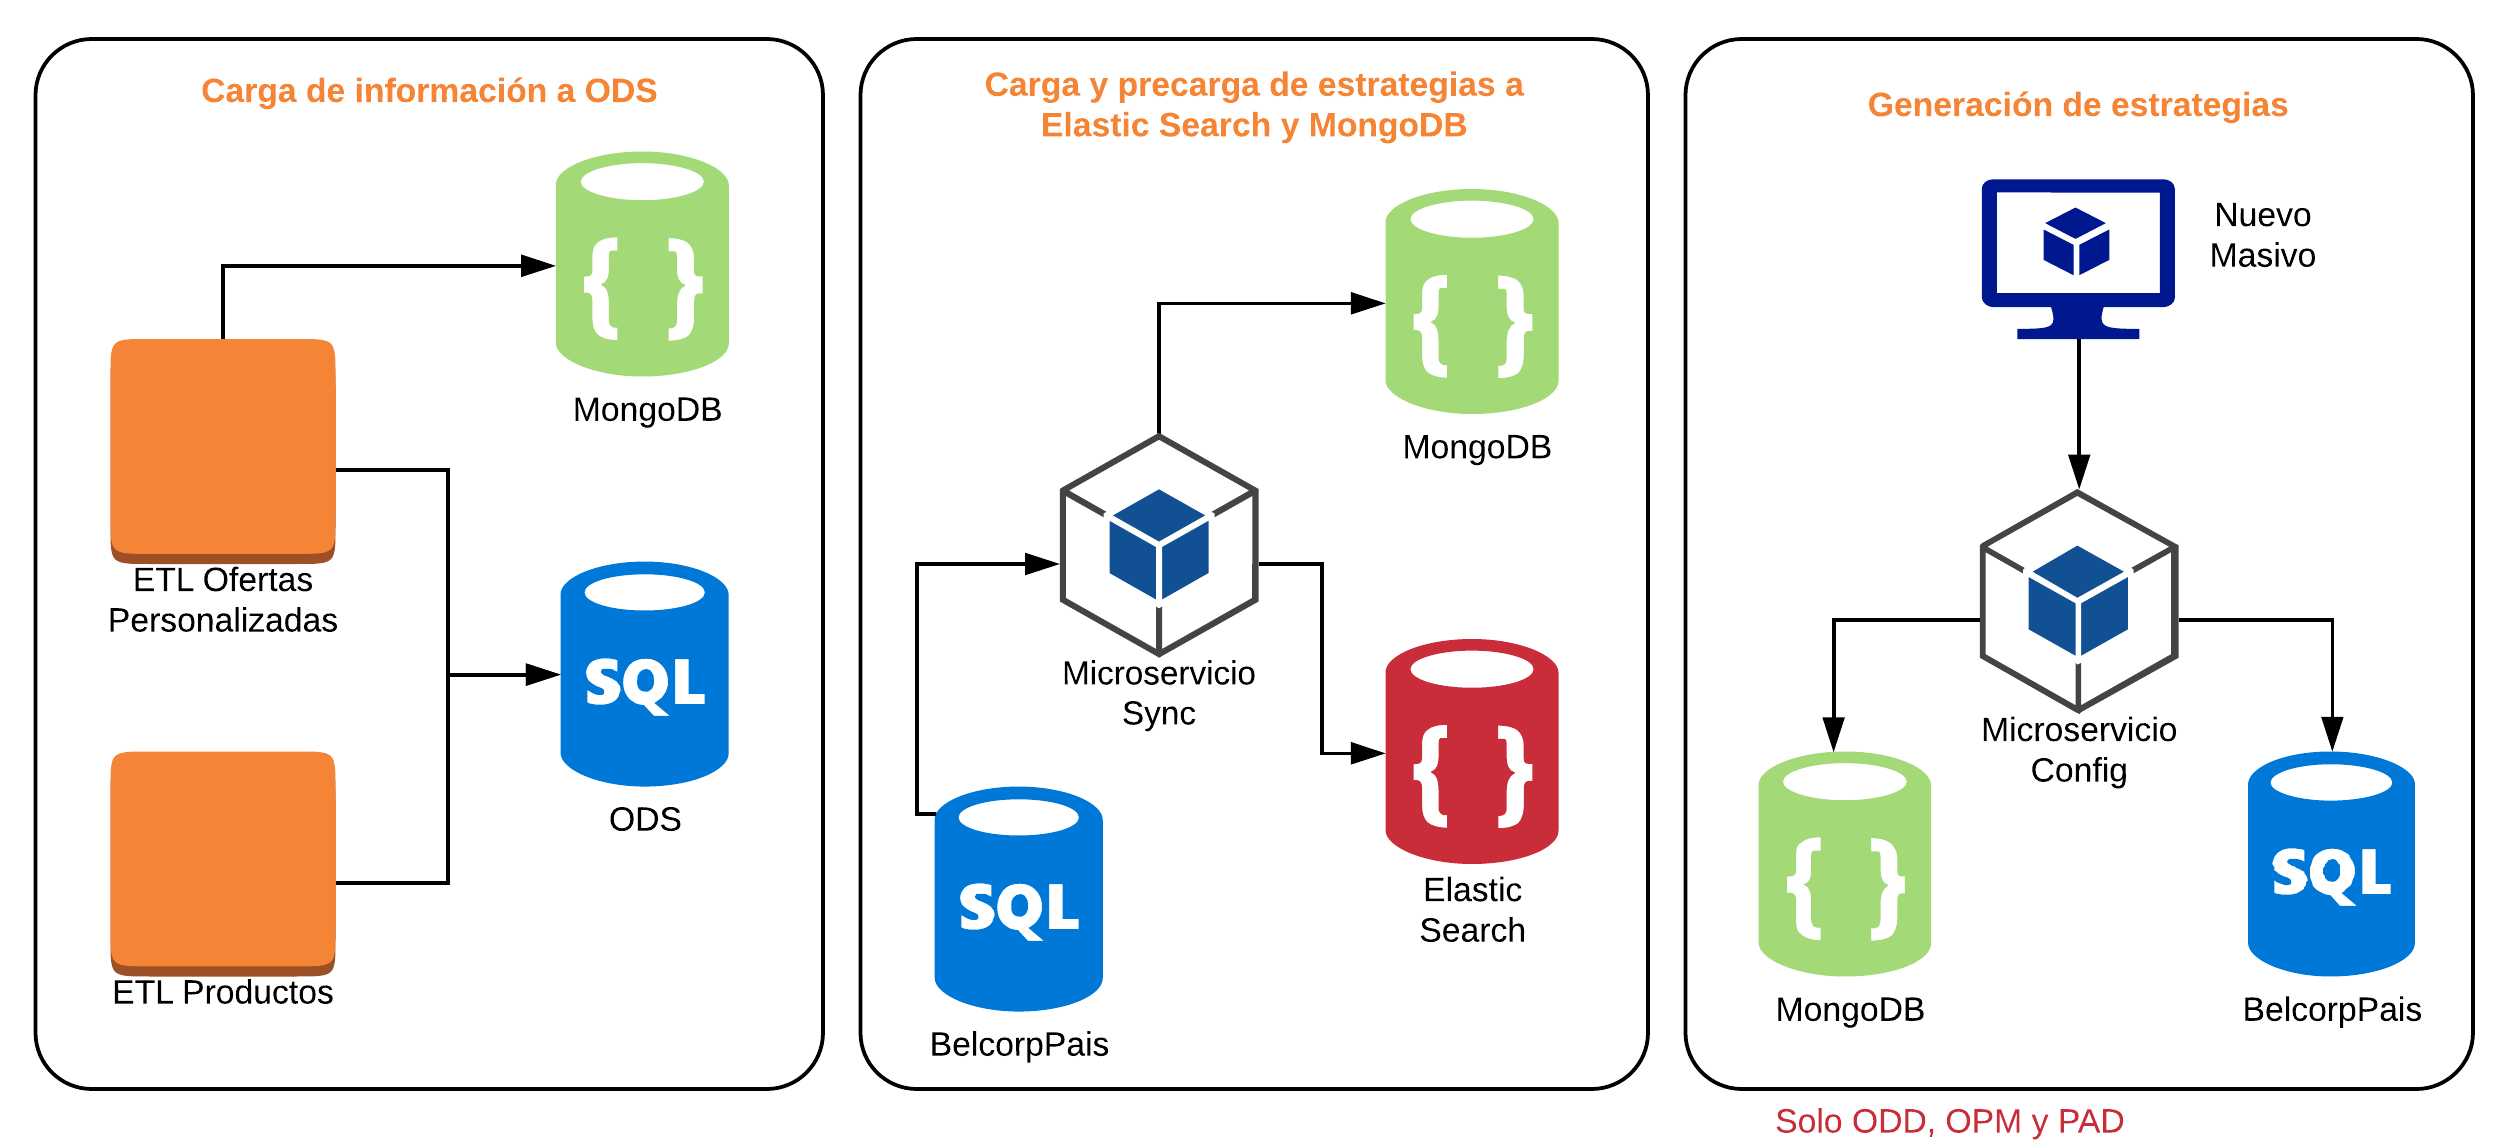 Carga de información a ODS
MongoDB
ETL Ofertas
Personalizadas
SQL
ODS
ETL Productos
Carga y precarga de estrategias a
Elastic Search y MongoDB
MongoDB
Microservicio
Sync
Elastic
Search
SQL
BelcorpPais
Generación de estrategias
Nuevo
Masivo
Microservicio
Config
MongoDB
SQL
BelcorpPais
Solo ODD, OPM y PAD